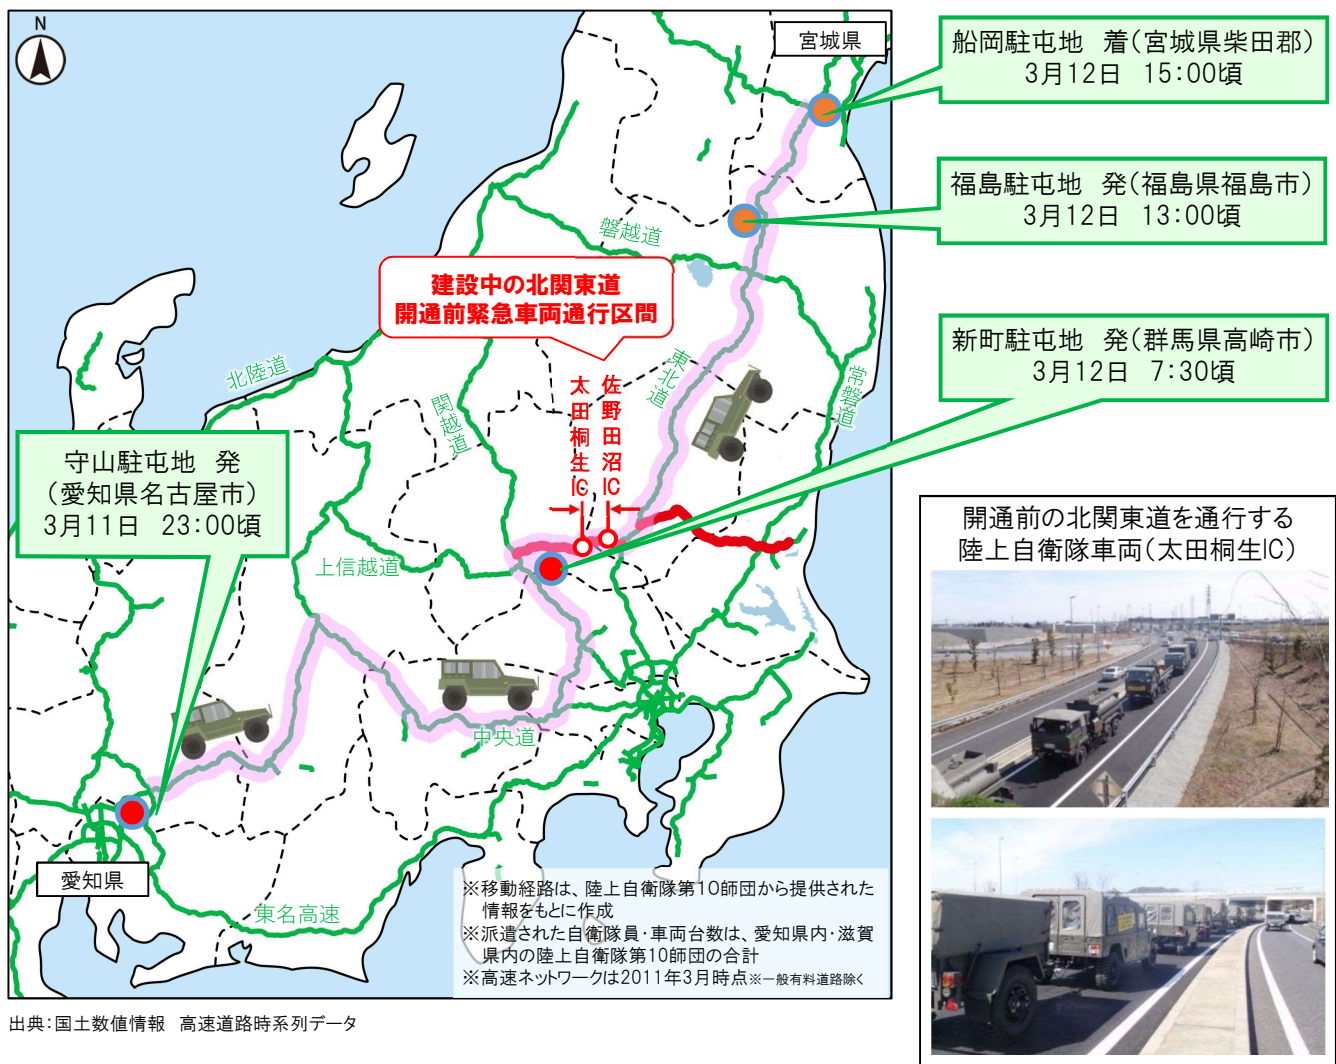 N
宮城県
船岡駐屯地 着(宮城県柴田郡)
3月12日 15:00頃
福島駐屯地 発(福島県福島市)
3月12日 13:00頃
磐越道
建設中の北関東道
開通前緊急車両通行区間
新町駐屯地 発(群馬県高崎市)
3月12日 7:30頃
北陸道
関越道
太田桐生IC
佐野田沼IC
東北道
常磐道
守山駐屯地 発
(愛知県名古屋市)
3月11日 23:00頃
上信越道
中央道
開通前の北関東道を通行する
陸上自衛隊車両(太田桐生IC)
愛知県
東名高速
※移動経路は、陸上自衛隊第10師団から提供された
情報をもとに作成
※派遣された自衛隊員・車両台数は、愛知県内・滋賀
県内の陸上自衛隊第10師団の合計
※高速ネットワークは2011年3月時点※一般有料道路除く
出典:国土数値情報 高速道路時系列データ